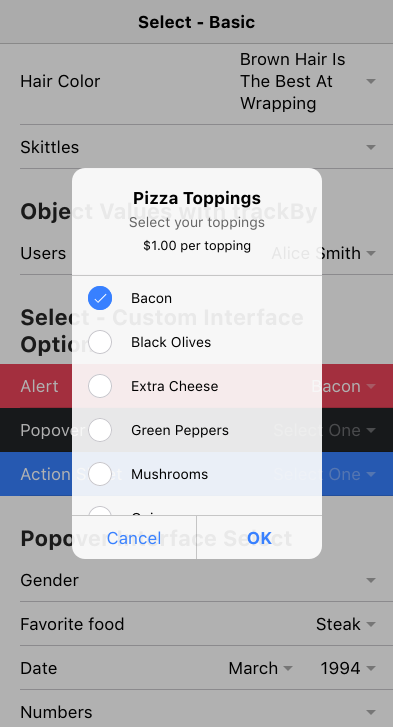 Select - Basic
Brown Hair Is
Hair Color
The Best At
Wrapping
Skittles
Pizza Toppings
Object Values with trackBy
Select your toppings
$1.00 per topping
Users
Alice Smith
Bacon
Select - Custom Interface
Black Olives
Options
Alert
Extra Cheese
Bacon
Popover
Green Peppers
Select One
Action Sheet
Mushrooms
Select One
Cancel
OK
Popover Interface Select
Gender
Favorite food
Steak
Date
March
1994
Numbers